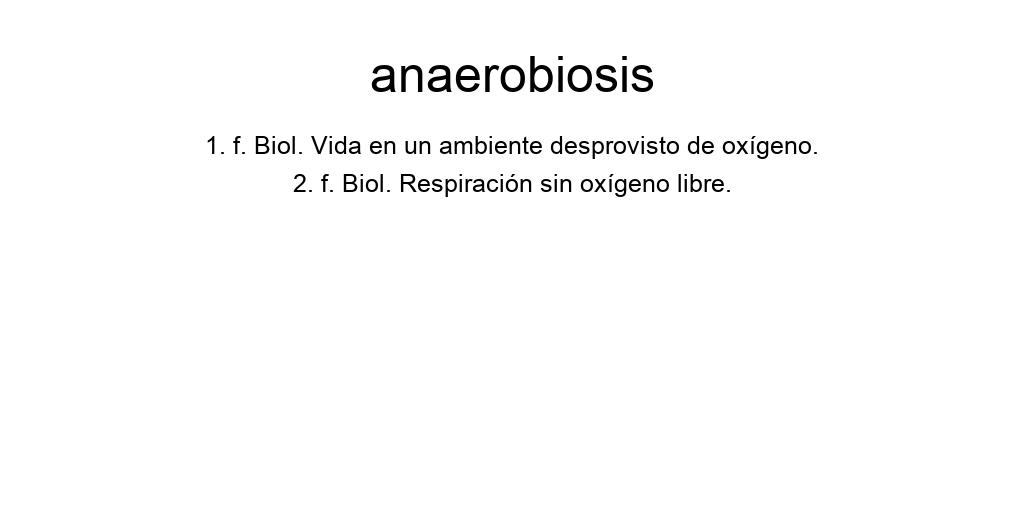 anaerobiosis
1. f. Biol. Vida en un ambiente desprovisto de oxígeno.
2. f. Biol. Respiración sin oxígeno libre.